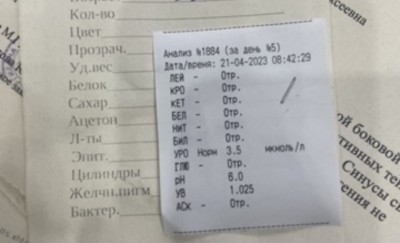 Кол-во
Цвет
Прозрач.
Уд.вес
Белок
Сахар
Ацетон
Л-ты
Эпит.
Цилиндры
Желчн.пигм
Бактер.
Анализ №1884 (за день №5)
Дата/время: 21-04-2023 08:42:29
ЛЕЙ - Отр.
КРО - Отр.
КЕТ - Отр.
БЕЛ - Отр.
НИТ - Отр.
БИЛ - Отр.
УРО Норм 3.5 мкмоль/л
ГЛЮ - Отр.
pH 6.0
УВ 1.025
АСК - Отр.
боковой
Синусы